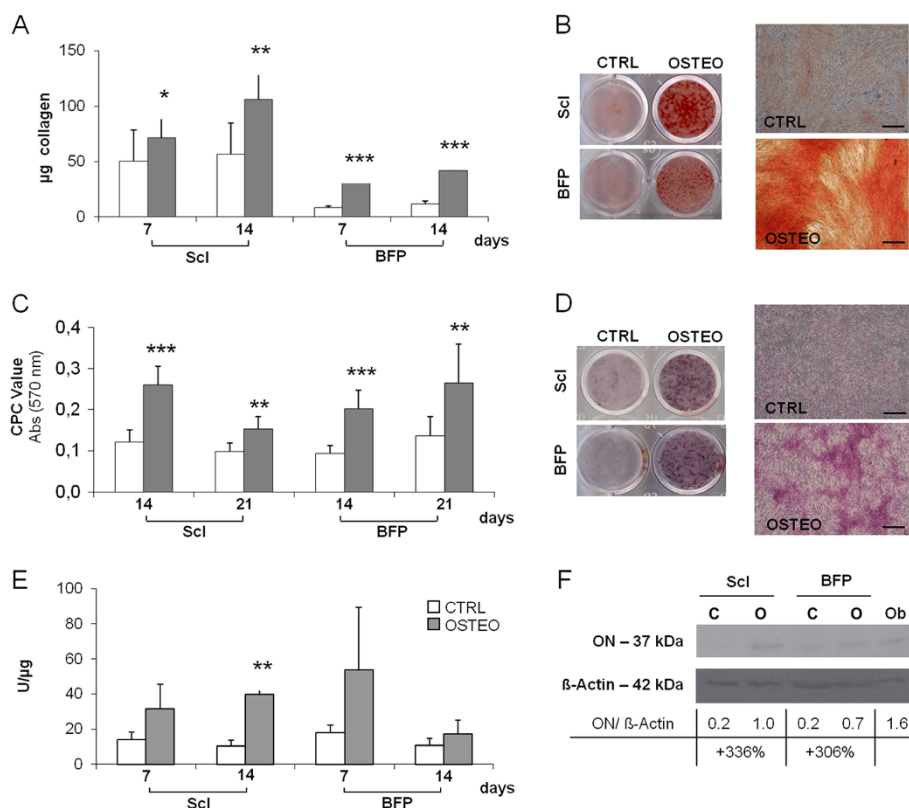 A
150
100
50
0
µg collagen
*
**
***
***
7
14
7
14
days
ScI
BFP
B
CTRL
OSTEO
ScI
BFP
CTRL
OSTEO
C
0,4
0,3
0,2
0,1
0,0
CPC Value
Abs (570 nm)
***
**
***
**
14
21
14
21
days
ScI
BFP
D
CTRL
OSTEO
ScI
BFP
CTRL
OSTEO
E
100
80
60
40
20
0
U/µg
**
CTRL
OSTEO
7
14
7
14
days
ScI
BFP
F
ScI BFP
C O C O Ob
ON – 37 kDa
ß-Actin – 42 kDa
ON/ ß-Actin 0.2 1.0 0.2 0.7 1.6
+336% +306%